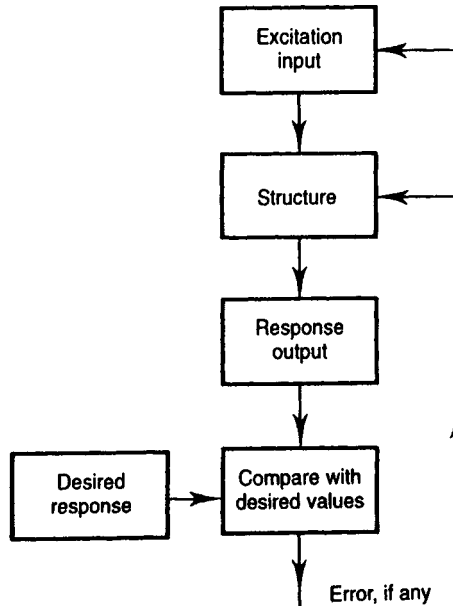 Excitation
input
Structure
Response
output
Desired
response
Compare with
desired values
Error, if any